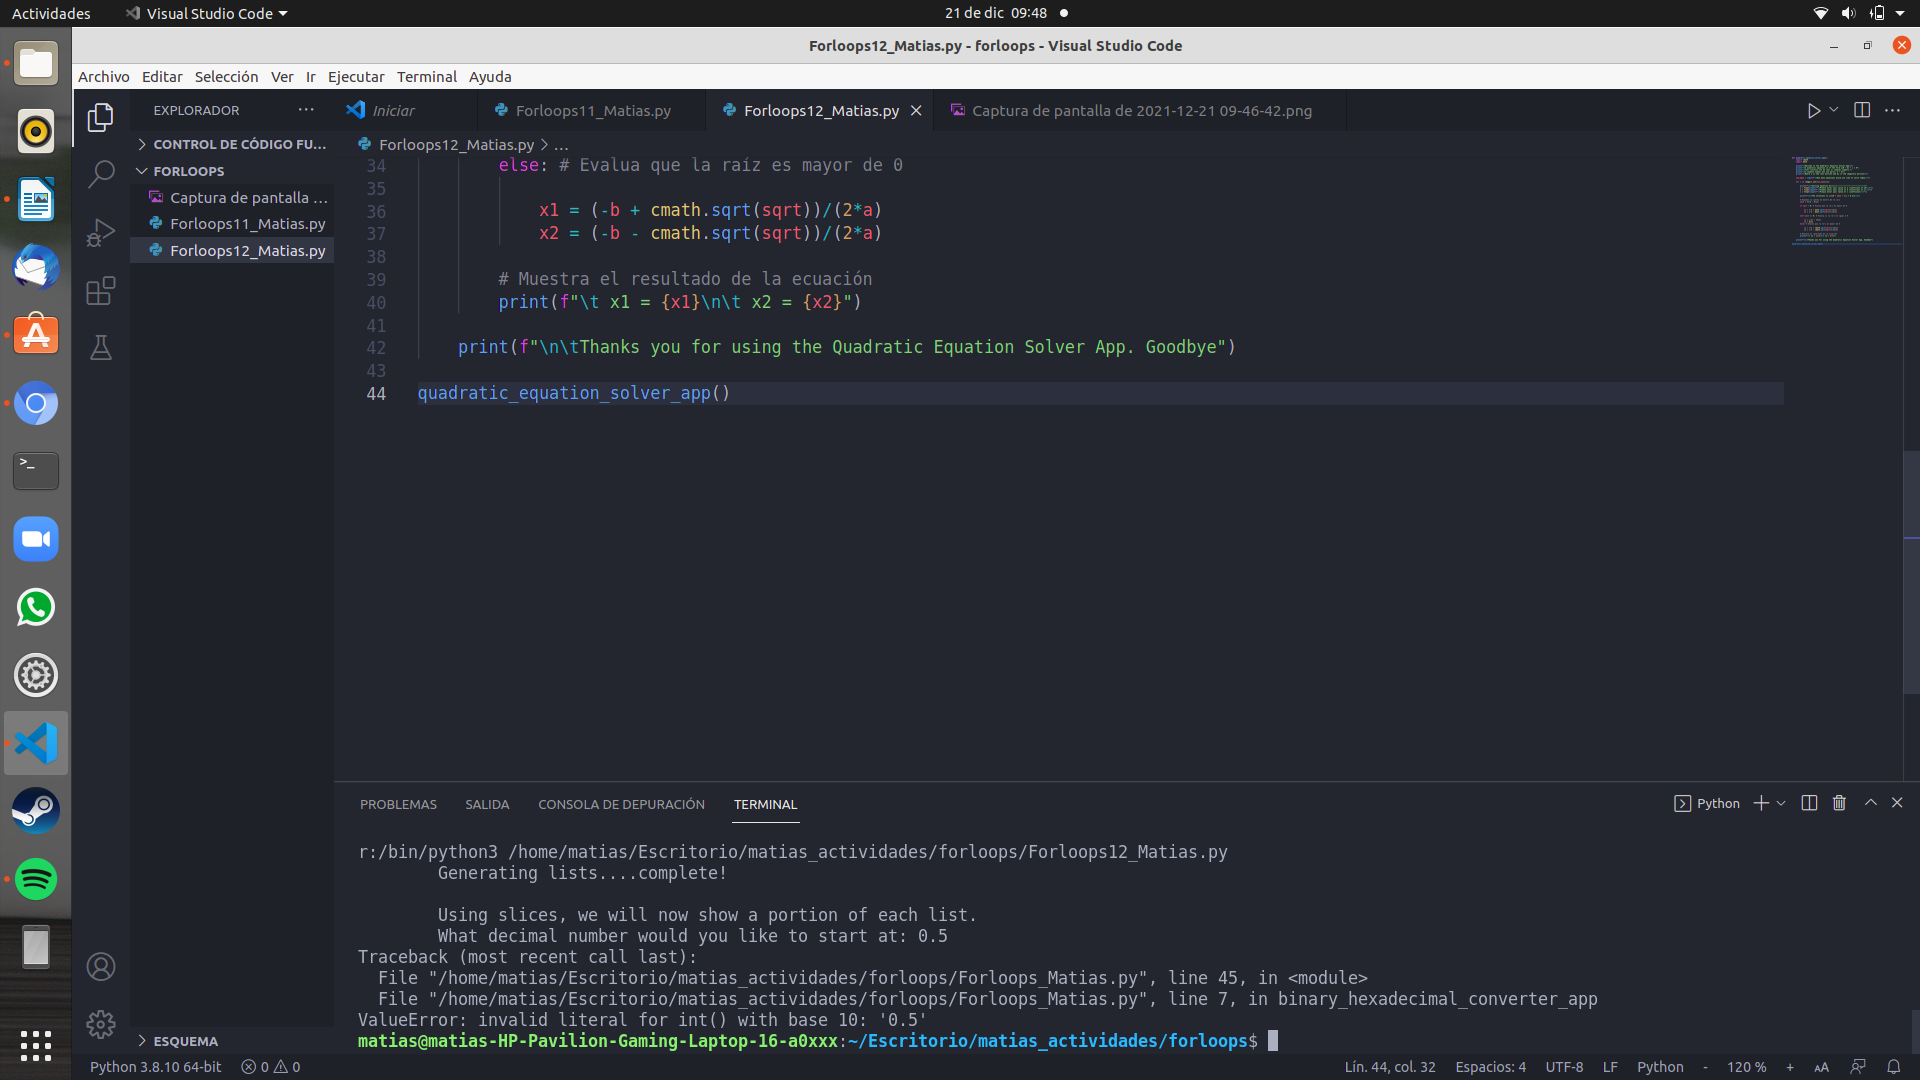 Actividades
Visual Studio Code
21 de dic 09:48
Forloops12_Matias.py - forloops - Visual Studio Code
Archivo Editar Selección Ver Ir Ejecutar Terminal Ayuda
EXPLORADOR
Iniciar
Forloops11_Matias.py
Forloops12_Matias.py
Captura de pantalla de 2021-12-21 09-46-42.png
CONTROL DE CÓDIGO FU...
FORLOOPS
Captura de pantalla ...
Forloops11_Matias.py
Forloops12_Matias.py
Forloops12_Matias.py > ...
34 else: # Evalua que la raíz es mayor de 0
35
36 x1 = (-b + cmath.sqrt(sqrt))/(2*a)
37 x2 = (-b - cmath.sqrt(sqrt))/(2*a)
38
39 # Muestra el resultado de la ecuación
40 print(f"\t x1 = {x1}\n\t x2 = {x2}")
41
42 print(f"\n\tThanks you for using the Quadratic Equation Solver App. Goodbye")
43
44 quadratic_equation_solver_app()
PROBLEMAS SALIDA CONSOLA DE DEPURACIÓN TERMINAL
Python
r:/bin/python3 /home/matias/Escritorio/matias_actividades/forloops/Forloops12_Matias.py
Generating lists....complete!
Using slices, we will now show a portion of each list.
What decimal number would you like to start at: 0.5
Traceback (most recent call last):
File "/home/matias/Escritorio/matias_actividades/forloops/Forloops_Matias.py", line 45, in <module>
File "/home/matias/Escritorio/matias_actividades/forloops/Forloops_Matias.py", line 7, in binary_hexadecimal_converter_app
ValueError: invalid literal for int() with base 10: '0.5'
matias@matias-HP-Pavilion-Gaming-Laptop-16-a0xxx:~/Escritorio/matias_actividades/forloops$
ESQUEMA
Python 3.8.10 64-bit
0
0
Lín. 44, col. 32
Espacios: 4
UTF-8
LF
Python
- 120 % +
AA